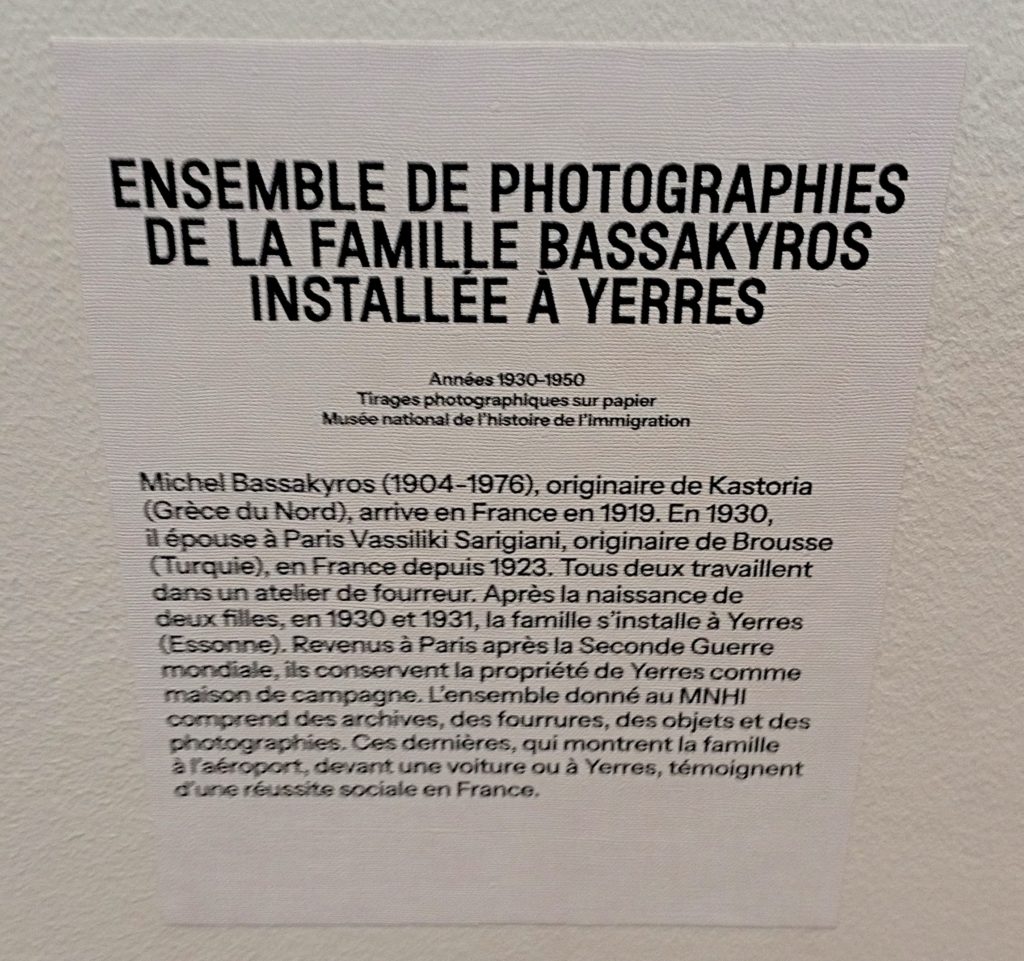 ENSEMBLE DE PHOTOGRAPHIES
DE LA FAMILLE BASSAKYROS
INSTALLÉE À YERRES
Années 1930-1950
Tirages photographiques sur papier
Musée national de l'histoire de l'immigration
Michel Bassakyros (1904-1976), originaire de Kastoria
(Grèce du Nord), arrive en France en 1919. En 1930,
il épouse à Paris Vassiliki Sarigiani, originaire de Brousse
(Turquie), en France depuis 1923. Tous deux travaillent
dans un atelier de fourreur. Après la naissance de
deux filles, en 1930 et 1931, la famille s'installe à Yerres
(Essonne). Revenus à Paris après la Seconde Guerre
mondiale, ils conservent la propriété de Yerres comme
maison de campagne. L'ensemble donné au MNHI
comprend des archives, des fourrures, des objets et des
photographies. Ces dernières, qui montrent la famille
à l'aéroport, devant une voiture ou à Yerres, témoignent
d'une réussite sociale en France.